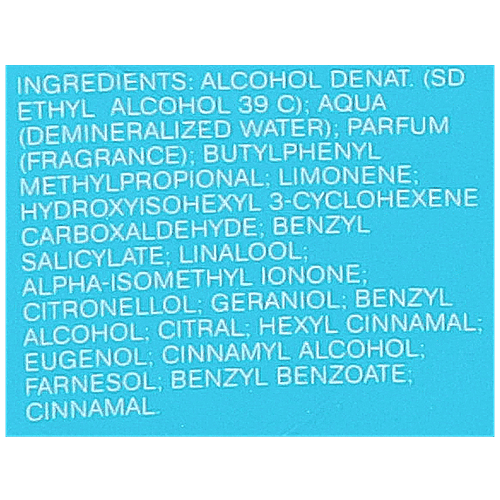 INGREDIENTS: ALCOHOL DENAT. (SD
ETHYL ALCOHOL 39 C); AQUA
(DEMINERALIZED WATER); PARFUM
(FRAGRANCE); BUTYLPHENYL
METHYLPROPIONAL; LIMONENE;
HYDROXYISOHEXYL 3-CYCLOHEXENE
CARBOXALDEHYDE; BENZYL
SALICYLATE; LINALOOL;
ALPHA-ISOMETHYL IONONE;
CITRONELLOL; GERANIOL; BENZYL
ALCOHOL; CITRAL; HEXYL CINNAMAL;
EUGENOL; CINNAMYL ALCOHOL;
FARNESOL; BENZYL BENZOATE;
CINNAMAL.